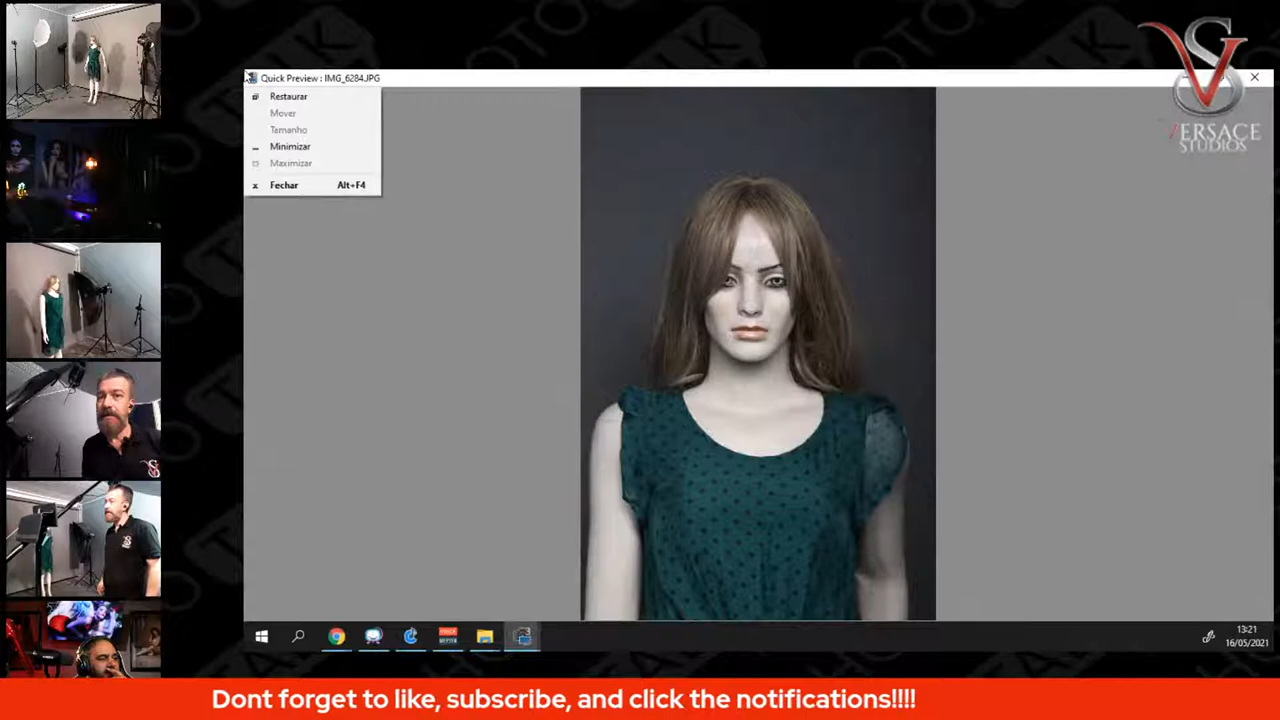 Quick Preview : IMG_6284.JPG
Restaurar
Mover
Tamanho
Minimizar
Maximizar
Fechar Alt+F4
VS
VERSACE
STUDIOS
13:21
16/05/2021
Dont forget to like, subscribe, and click the notifications!!!!